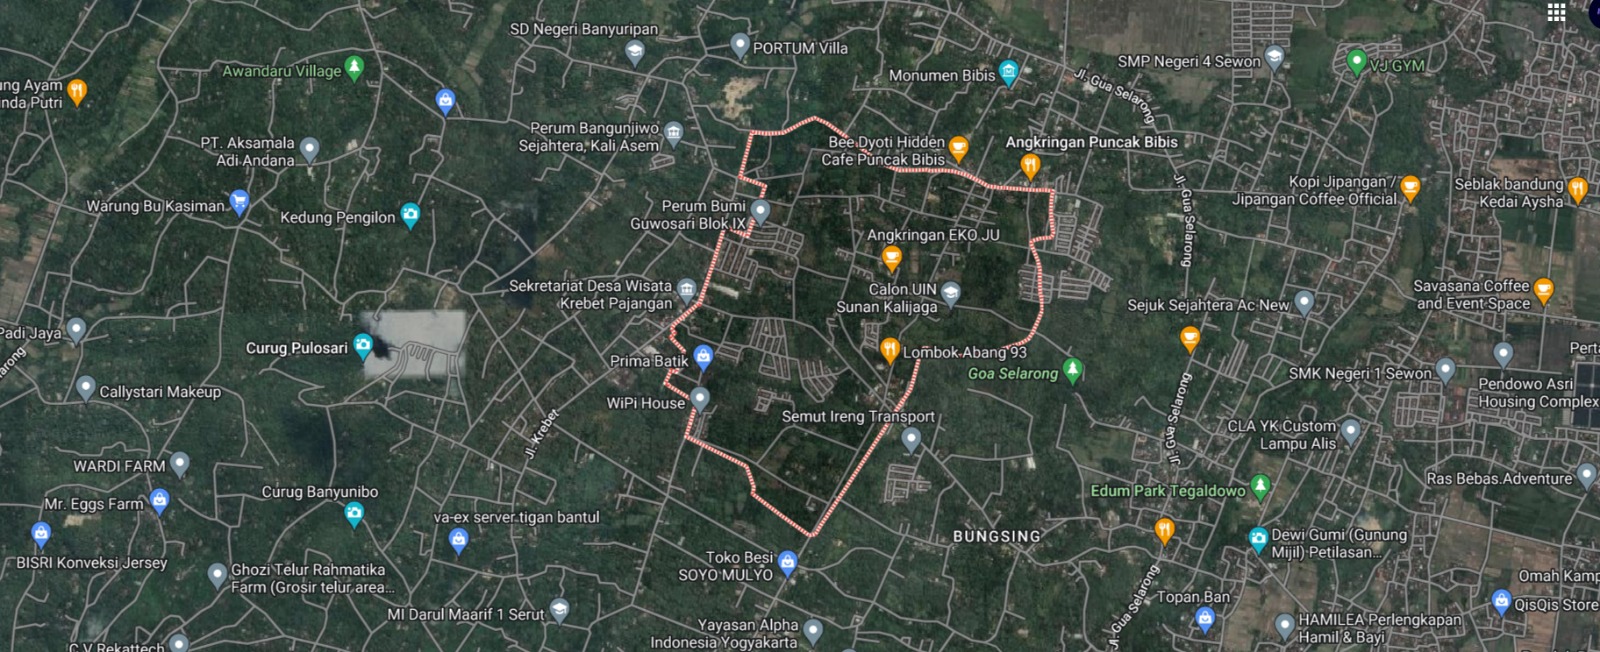 SD Negeri Banyuripan
PORTUM Villa
SMP Negeri 4 Sewon
VJ GYM
Awandaru Village
Monumen Bibis
Jl. Gua Selarong
ung Ayam
nda Putri
PT. Aksamala
Adi Andana
Perum Bangunjiwo
Sejahtera, Kali Asem
Bee Dyoti Hidden
Cafe Puncak Bibis
Angkringan Puncak Bibis
Kopi Jipangan /
Jipangan Coffee Official
Seblak bandung
Kedai Aysha
Warung Bu Kasiman
Kedung Pengilon
Perum Bumi
Guwosari Blok IX
Jl. Gua Selarong
Angkringan EKO JU
Sekretariat Desa Wisata
Krebet Pajangan
Calon UIN
Sunan Kalijaga
Sejuk Sejahtera Ac New
Savasana Coffee
and Event Space
Padi Jaya
Curug Pulosari
Prima Batik
Lombok Abang 93
Goa Selarong
SMK Negeri 1 Sewon
Perta
Pendowo Asri
Housing Complex
arong
Callystari Makeup
WiPi House
Semut Ireng Transport
Jl. Gua Selarong
CLA YK Custom
Lampu Alis
Jl. Krebet
WARDI FARM
Ras Bebas Adventure
Mr. Eggs Farm
Curug Banyunibo
Edum Park Tegaldowo
va-ex server tigan bantul
BUNGSING
Dewi Gumi (Gunung
Mijil) Petilasan...
BISRI Konveksi Jersey
Toko Besi
SOYO MULYO
Ghozi Telur Rahmatika
Farm (Grosir telur area...
Omah Kamp
Jl. Gua Selarong
Topan Ban
QisQis Store
MI Darul Maarif 1 Serut
Yayasan Alpha
Indonesia Yogyakarta
HAMILEA Perlengkapan
Hamil & Bayi
C.V Rekattech